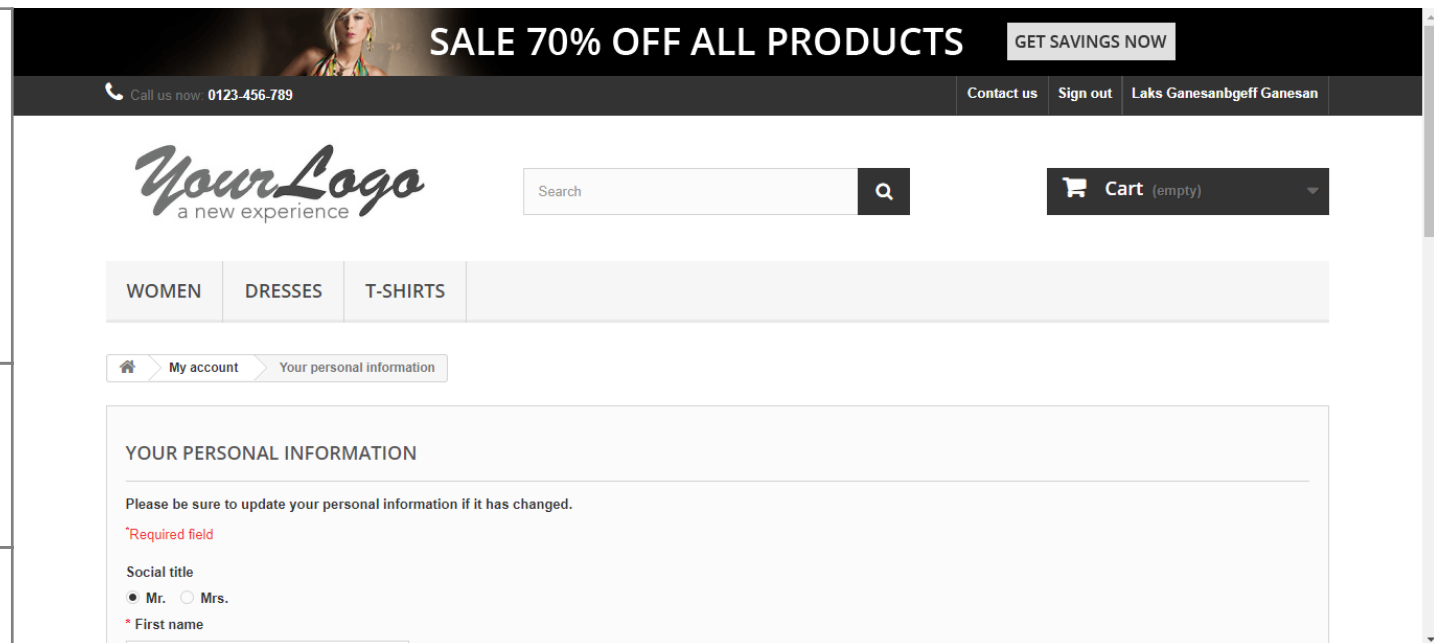 SALE 70% OFF ALL PRODUCTS GET SAVINGS NOW
Call us now: 0123-456-789 Contact us Sign out Laks Ganesanbgeff Ganesan
YourLogo
a new experience
Search
Cart (empty)
WOMEN DRESSES T-SHIRTS
My account Your personal information
YOUR PERSONAL INFORMATION
Please be sure to update your personal information if it has changed.
*Required field
Social title
Mr. Mrs.
* First name